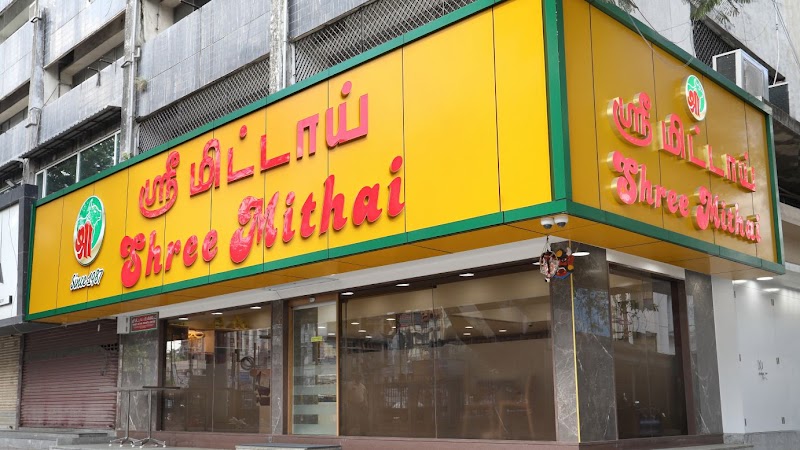 ஸ்ரீ மிட்டாய்
Shree Mithai
श्री
ஸ்ரீ மிட்டாய்
Shree Mithai
श्री